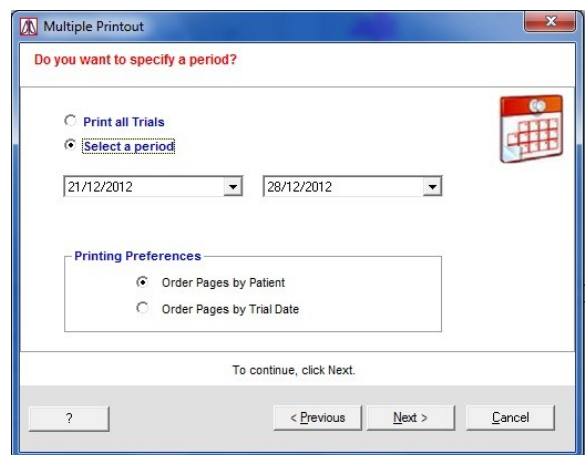 Multiple Printout
Do you want to specify a period?
Print all Trials
Select a period
21/12/2012 28/12/2012
Printing Preferences
Order Pages by Patient
Order Pages by Trial Date
To continue, click Next.
? < Previous Next > Cancel